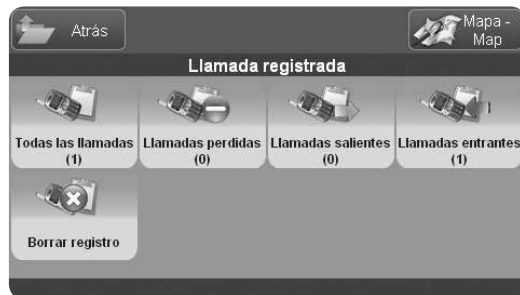 Atrás
Mapa -
Map
Llamada registrada
Todas las llamadas
(1)
Llamadas perdidas
(0)
Llamadas salientes
(0)
Llamadas entrantes
(1)
Borrar registro